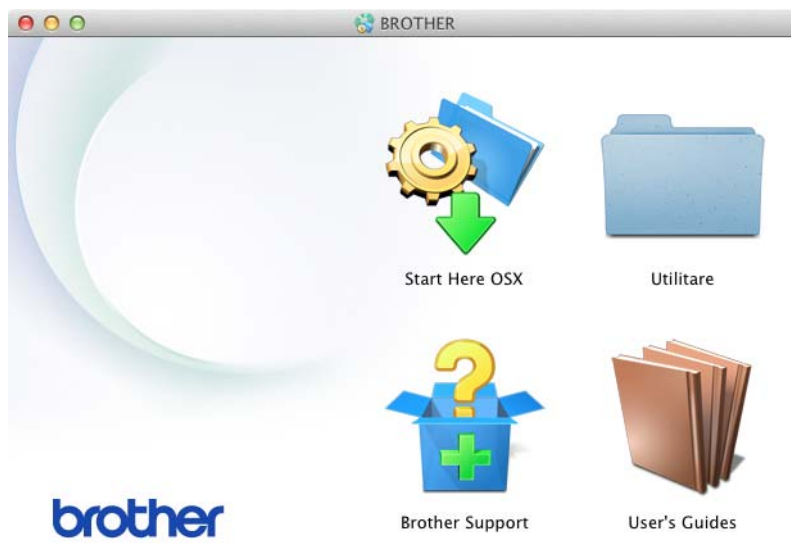 BROTHER
Start Here OSX
Utilitare
Brother Support
User's Guides
brother